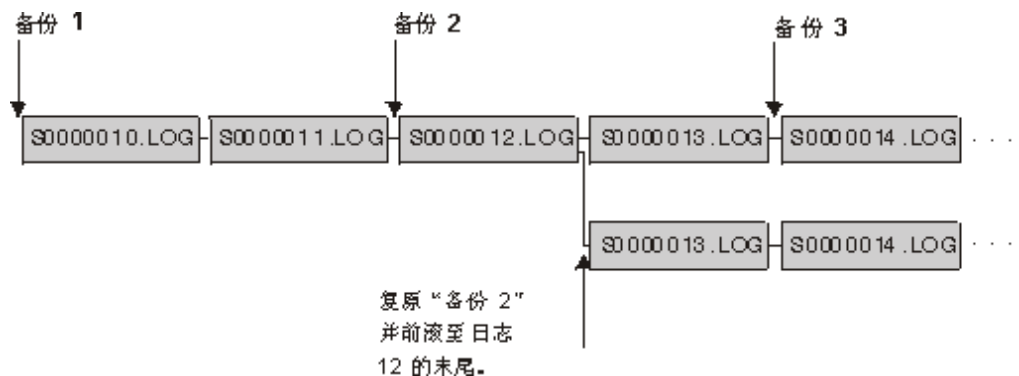 备份 1
备份 2
备份 3
S0000010.LOG
S0000011.LOG
S0000012.LOG
S0000013.LOG
S0000014.LOG
. . .
S0000013.LOG
S0000014.LOG
. . .
复原“备份 2”
并前滚至日志
12 的末尾。